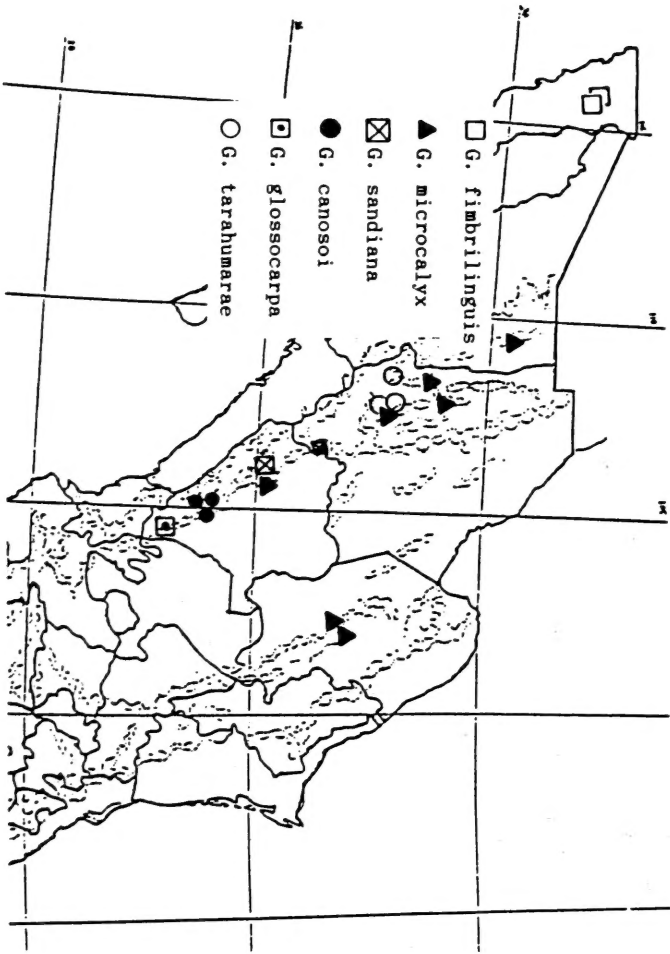 G. fimbrilinguis
G. microcalyx
G. sandiana
G. canosoi
G. glossocarpa
G. tarahumarae